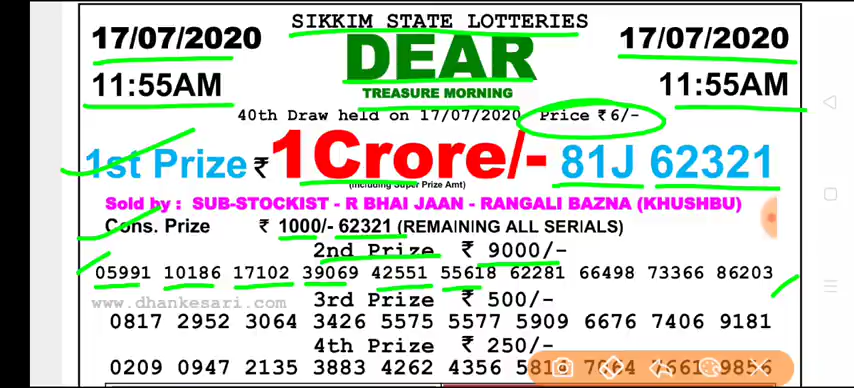 SIKKIM STATE LOTTERIES
17/07/2020 DEAR 17/07/2020
11:55AM TREASURE MORNING 11:55AM
40th Draw held on 17/07/2020 Price ₹6/-
1st Prize ₹ 1Crore/- 81J 62321
(Including Super Prize Amt)
Sold by : SUB-STOCKIST - R BHAI JAAN - RANGALI BAZNA (KHUSHBU)
Cons. Prize ₹ 1000/- 62321 (REMAINING ALL SERIALS)
2nd Prize ₹ 9000/-
05991 10186 17102 39069 42551 55618 62281 66498 73366 86203
www.dhankesari.com
3rd Prize ₹ 500/-
0817 2952 3064 3426 5575 5577 5909 6676 7406 9181
4th Prize ₹ 250/-
0209 0947 2135 3883 4262 4356 9856